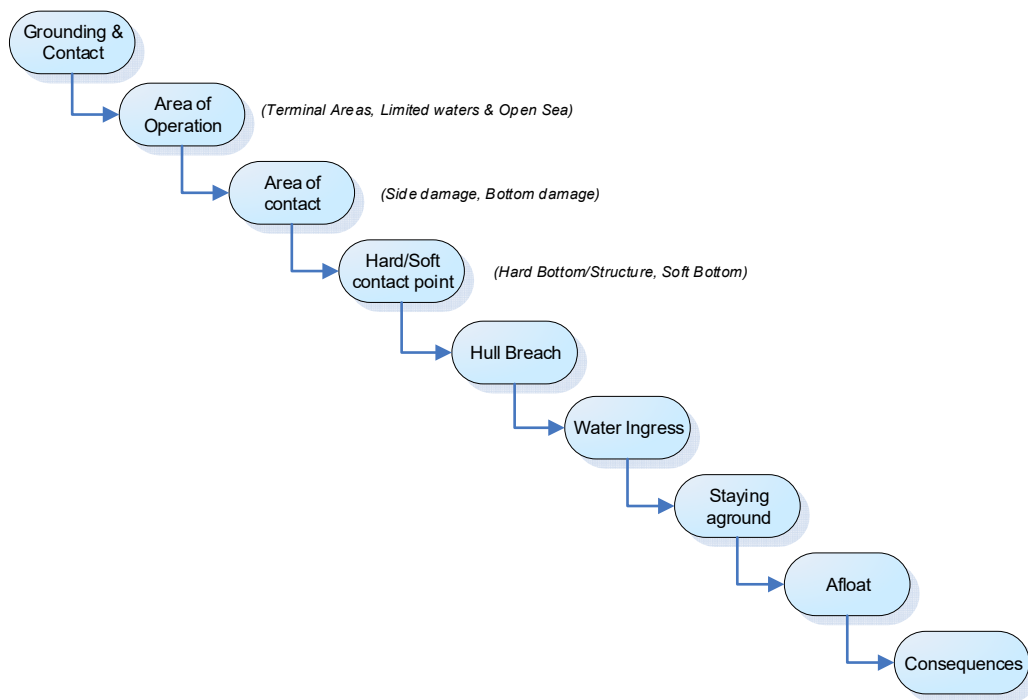 Grounding &
Contact
Area of
Operation
(Terminal Areas, Limited waters & Open Sea)
Area of
contact
(Side damage, Bottom damage)
Hard/Soft
contact point
(Hard Bottom/Structure, Soft Bottom)
Hull Breach
Water Ingress
Staying
aground
Afloat
Consequences